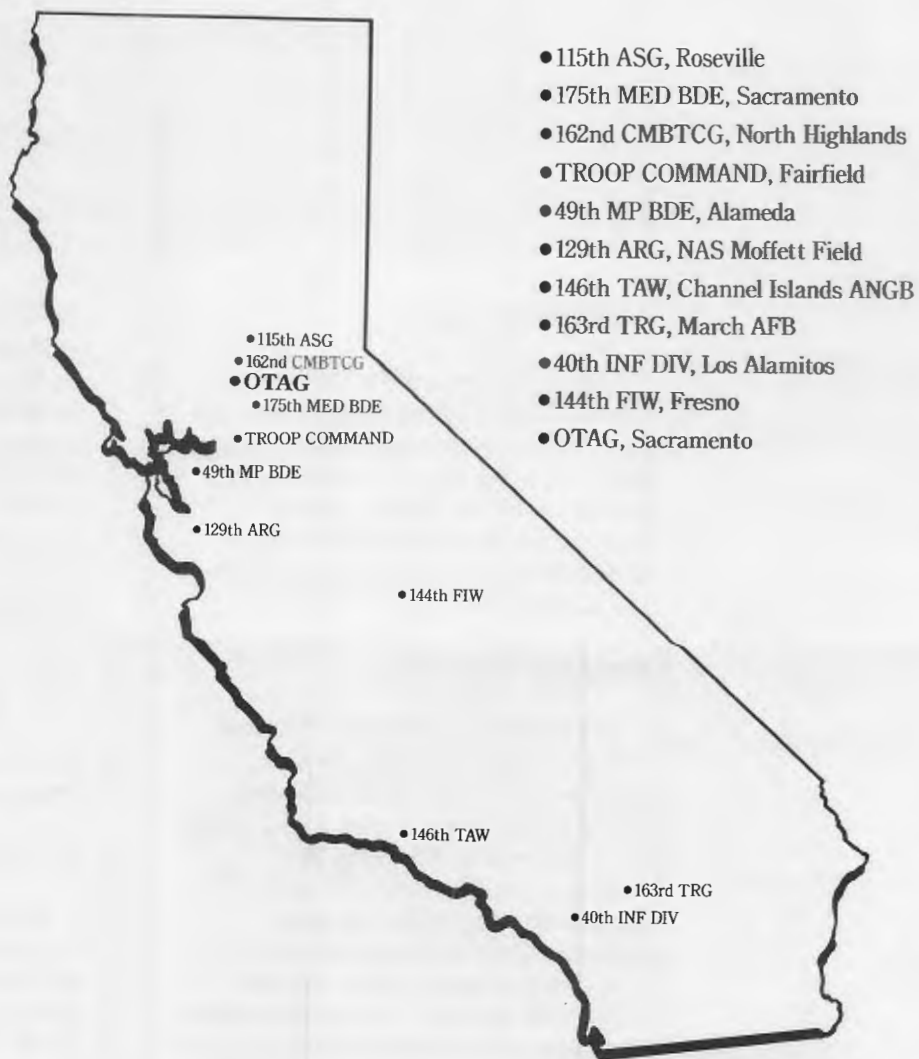 ●115th ASG, Roseville
●175th MED BDE, Sacramento
●162nd CMBTCG, North Highlands
●TROOP COMMAND, Fairfield
●49th MP BDE, Alameda
●129th ARG, NAS Moffett Field
●146th TAW, Channel Islands ANGB
●163rd TRG, March AFB
●40th INF DIV, Los Alamitos
●144th FIW, Fresno
●OTAG, Sacramento
●115th ASG
●162nd CMBTCG
●OTAG
●175th MED BDE
●TROOP COMMAND
●49th MP BDE
●129th ARG
●144th FIW
●146th TAW
●163rd TRG
●40th INF DIV